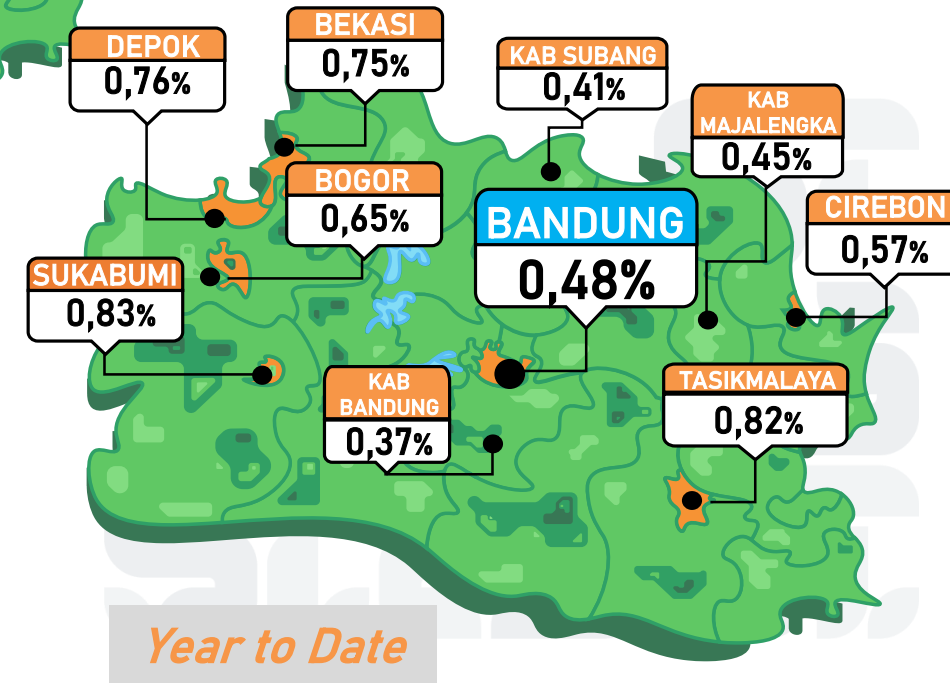 DEPOK
0,76%
BEKASI
0,75%
KAB SUBANG
0,41%
KAB
MAJALENGKA
0,45%
BOGOR
0,65%
BANDUNG
0,48%
CIREBON
0,57%
SUKABUMI
0,83%
KAB
BANDUNG
0,37%
TASIKMALAYA
0,82%
Year to Date